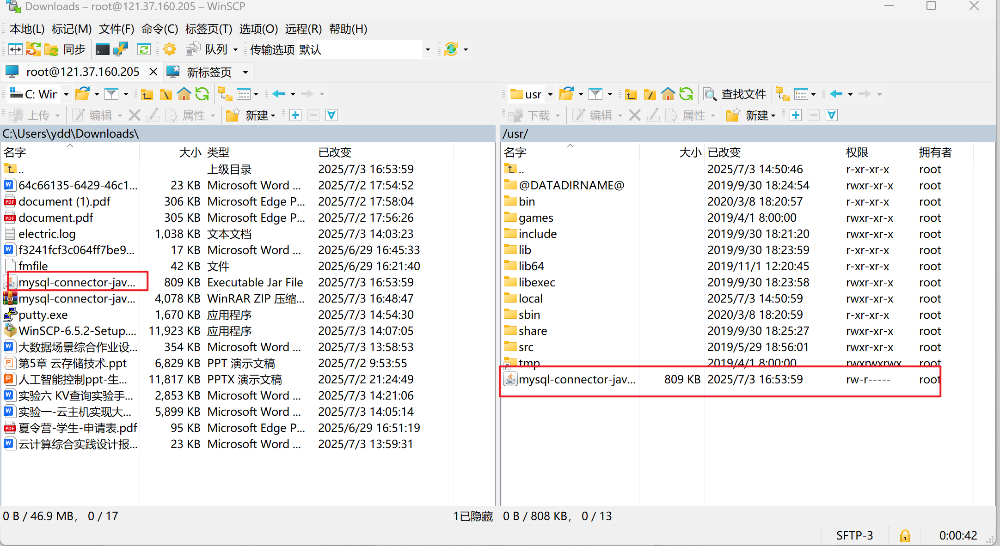 Downloads – root@121.37.160.205 – WinSCP
本地(L) 标记(M) 文件(F) 命令(C) 标签页(T) 选项(O) 远程(R) 帮助(H)
同步 队列 传输选项 默认
root@121.37.160.205 新标签页
C: Win usr 查找文件
上传 编辑 属性 新建 下载 编辑 属性 新建
C:\Users\ydd\Downloads\
名字 大小 类型 已改变
.. 上级目录 2025/7/3 16:53:59
64c66135-6429-46c1... 23 KB Microsoft Word ... 2025/7/2 17:54:52
document (1).pdf 306 KB Microsoft Edge P... 2025/7/2 17:58:04
document.pdf 305 KB Microsoft Edge P... 2025/7/2 17:56:26
electric.log 1,038 KB 文本文档 2025/7/3 14:03:23
f3241fcf3c064ff7be9... 17 KB Microsoft Word ... 2025/6/29 16:45:33
fmfile 42 KB 文件 2025/6/29 16:21:40
mysql-connector-jav... 809 KB Executable Jar File 2025/7/3 16:53:59
mysql-connector-jav... 4,078 KB WinRAR ZIP 压缩... 2025/7/3 16:48:47
putty.exe 1,670 KB 应用程序 2025/7/3 14:54:30
WinSCP-6.5.2-Setup.... 11,923 KB 应用程序 2025/7/3 14:07:05
大数据场景综合作业设... 354 KB Microsoft Word ... 2025/7/3 13:58:53
第5章 云存储技术.ppt 6,829 KB PPT 演示文稿 2025/7/2 9:53:55
人工智能控制ppt-生... 11,817 KB PPTX 演示文稿 2025/7/2 21:24:49
实验六 KV查询实验手... 2,853 KB Microsoft Word ... 2025/7/3 14:21:06
实验一-云主机实现大... 5,899 KB Microsoft Word ... 2025/7/3 14:05:14
夏令营-学生-申请表.pdf 95 KB Microsoft Edge P... 2025/6/29 16:51:19
云计算综合实践设计报... 23 KB Microsoft Word ... 2025/7/3 13:59:31
0 B / 46.9 MB， 0 / 17 1已隐藏
/usr/
名字 大小 已改变 权限 拥有者
.. 2025/7/3 14:50:46 r-xr-xr-x root
@DATADIRNAME@ 2019/9/30 18:24:54 rwxr-xr-x root
bin 2020/3/8 18:20:57 r-xr-xr-x root
games 2019/4/1 8:00:00 rwxr-xr-x root
include 2019/9/30 18:21:20 rwxr-xr-x root
lib 2019/9/30 18:23:59 r-xr-xr-x root
lib64 2019/11/1 12:20:45 r-xr-xr-x root
libexec 2019/9/30 18:23:58 rwxr-xr-x root
local 2025/7/3 14:50:59 rwxr-xr-x root
sbin 2020/3/8 18:20:59 r-xr-xr-x root
share 2019/9/30 18:25:27 rwxr-xr-x root
src 2019/5/29 18:56:01 rwxr-xr-x root
tmp 2019/4/1 8:00:00 rwxrwxrwx root
mysql-connector-jav... 809 KB 2025/7/3 16:53:59 rw-r----- root
0 B / 808 KB， 0 / 13
SFTP-3 0:00:42